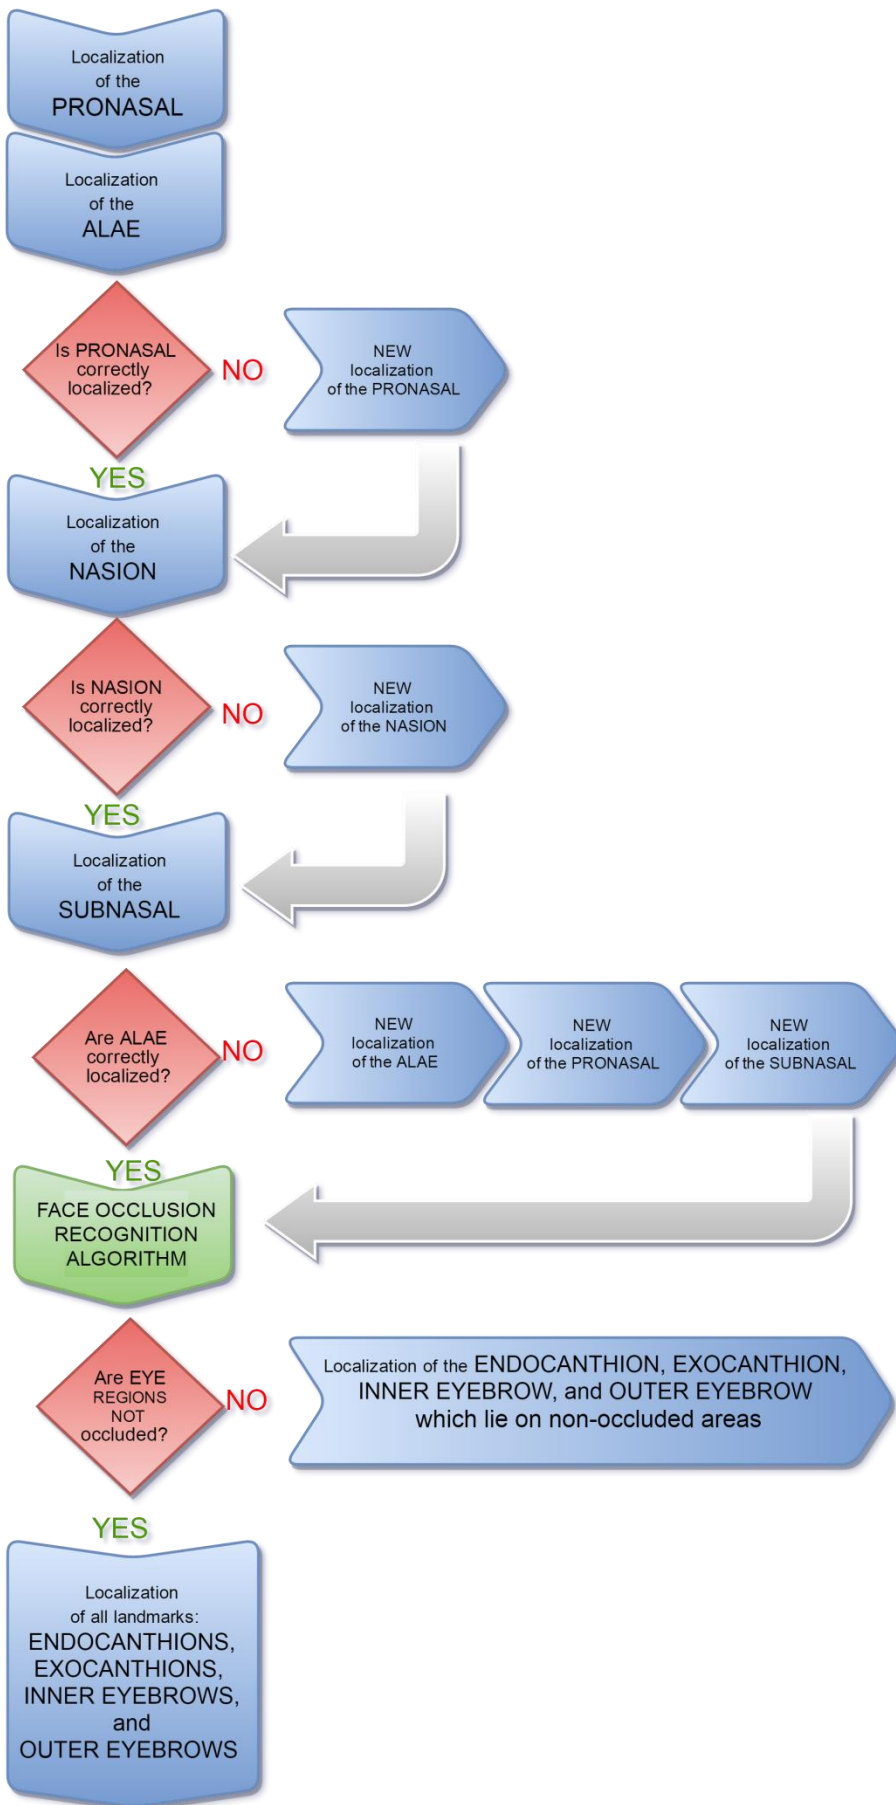 Localization
of the
PRONASAL
Localization
of the
ALAE
Is PRONASAL
correctly
localized?
NO
NEW
localization
of the PRONASAL
YES
Localization
of the
NASION
Is NASION
correctly
localized?
NO
NEW
localization
of the NASION
YES
Localization
of the
SUBNASAL
Are ALAE
correctly
localized?
NO
NEW
localization
of the ALAE
NEW
localization
of the PRONASAL
NEW
localization
of the SUBNASAL
YES
FACE OCCLUSION
RECOGNITION
ALGORITHM
Are EYE
REGIONS
NOT
occluded?
NO
Localization of the ENDOCANTHION, EXOCANTHION,
INNER EYEBROW, and OUTER EYEBROW
which lie on non-occluded areas
YES
Localization
of all landmarks:
ENDOCANTHIONS,
EXOCANTHIONS,
INNER EYEBROWS,
and
OUTER EYEBROWS